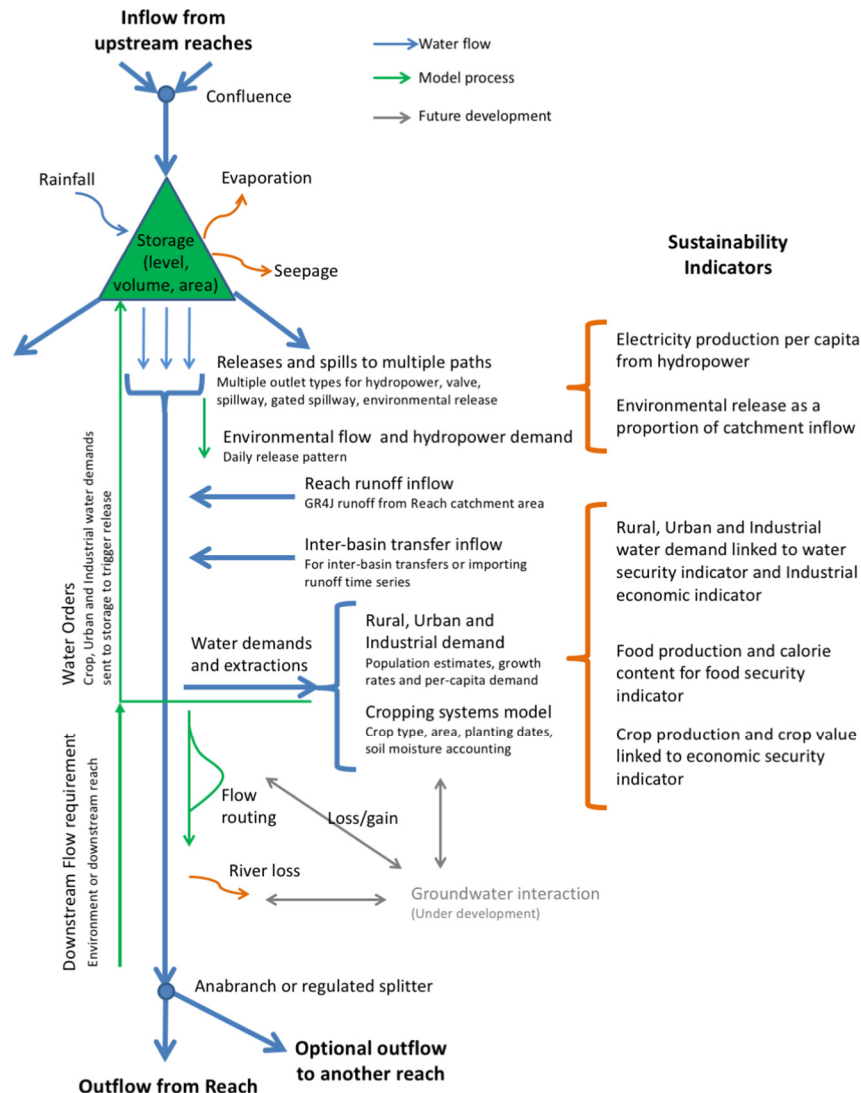 Inflow from
upstream reaches
Water flow
Model process
Future development
Confluence
Rainfall
Evaporation
Storage
(level,
volume, area)
Seepage
Sustainability
Indicators
Releases and spills to multiple paths
Multiple outlet types for hydropower, valve,
spillway, gated spillway, environmental release
Electricity production per capita
from hydropower
Environmental release as a
proportion of catchment inflow
Environmental flow and hydropower demand
Daily release pattern
Reach runoff inflow
GR4J runoff from Reach catchment area
Inter-basin transfer inflow
For inter-basin transfers or importing
runoff time series
Water Orders
Crop, Urban and Industrial water demands
sent to storage to trigger release
Water demands
and extractions
Rural, Urban and
Industrial demand
Population estimates, growth
rates and per-capita demand
Cropping systems model
Crop type, area, planting dates,
soil moisture accounting
Rural, Urban and Industrial
water demand linked to water
security indicator and Industrial
economic indicator
Food production and calorie
content for food security
indicator
Crop production and crop value
linked to economic security
indicator
Downstream Flow requirement
Environment or downstream reach
Flow
routing
Loss/gain
River loss
Groundwater interaction
(Under development)
Anabranch or regulated splitter
Optional outflow
to another reach
Outflow from Reach